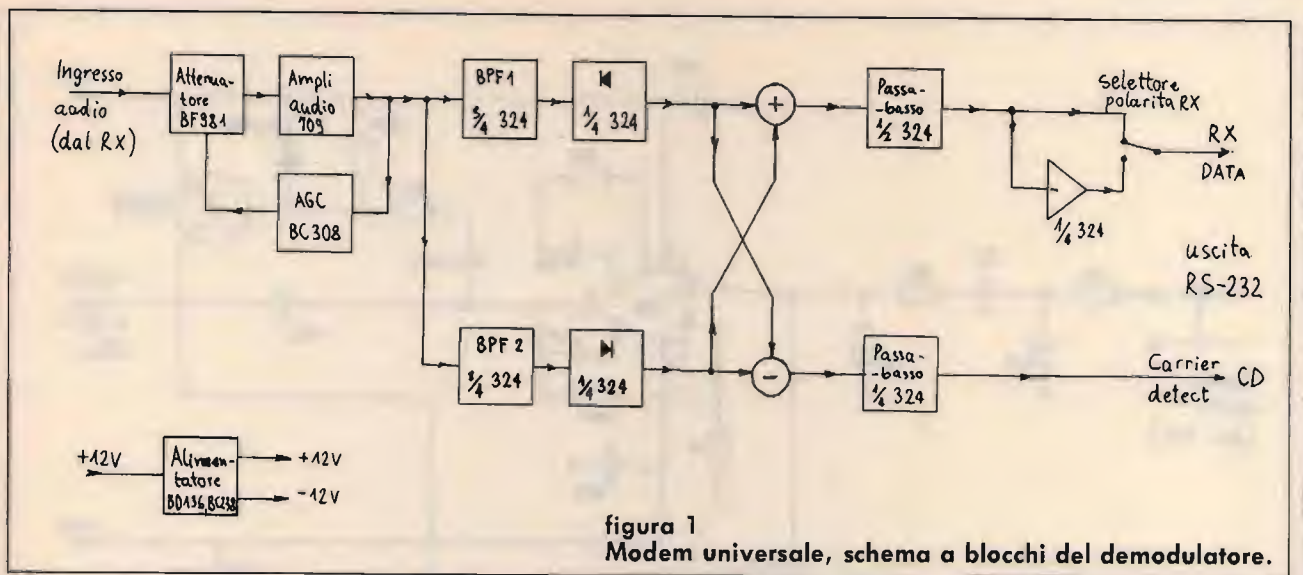 Ingresso
audio
(dal RX)
Attenua-
tore
BF981
Ampli
audio
709
AGC
BC308
BPF1
3/4 324
1/4 324
+
Passa-
-basso
1/2 324
selettore
polarita RX
RX
DATA
-
1/4 324
uscita
RS-232
BPF 2
3/4 324
1/4 324
-
Passa-
-basso
1/4 324
Carrier
detect
CD
+12V
Alimen-
tatore
BD136, BC238
+12V
-12V
figura 1
Modem universale, schema a blocchi del demodulatore.